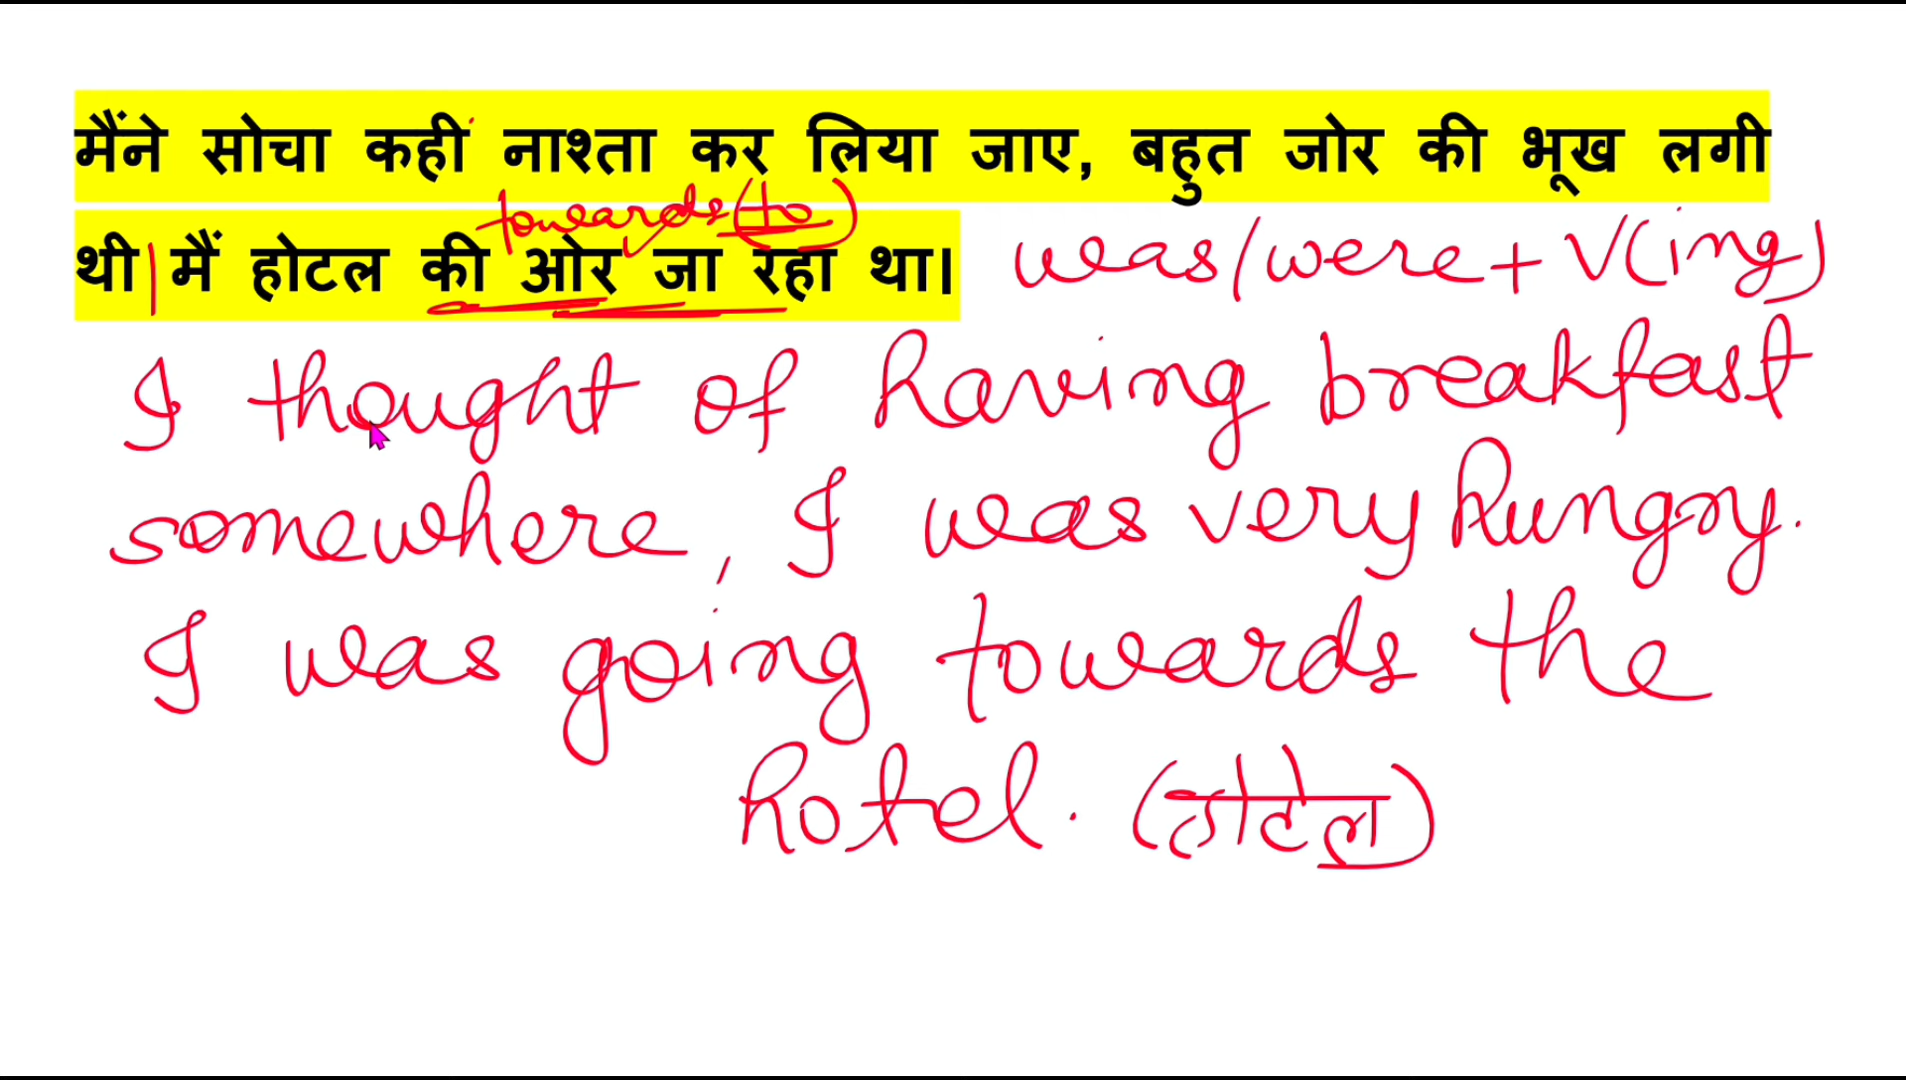 मैंने सोचा कहीं नाश्ता कर लिया जाए, बहुत जोर की भूख लगी
towards (to)
थी | मैं होटल की ओर जा रहा था।
was/were + V(ing)
I thought of having breakfast
somewhere, I was very hungry.
I was going towards the
hotel. (होटेल)